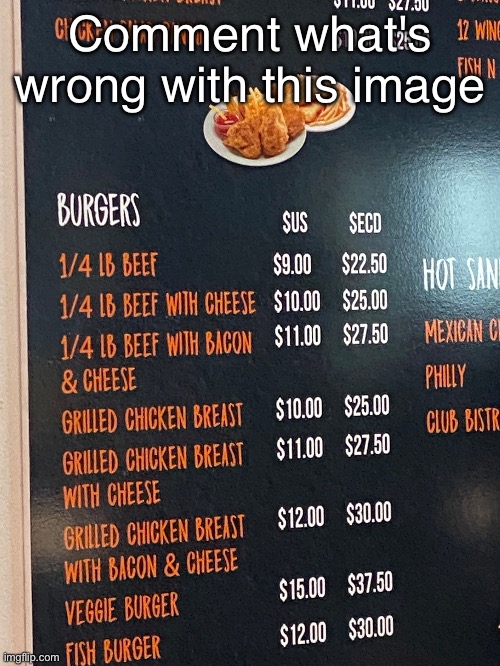 $11.00 $27.50
Comment what's
wrong with this image
12
FISH N
BURGERS
$US $ECD
1/4 LB BEEF $9.00 $22.50
1/4 LB BEEF WITH CHEESE $10.00 $25.00
1/4 LB BEEF WITH BACON $11.00 $27.50
& CHEESE
GRILLED CHICKEN BREAST $10.00 $25.00
GRILLED CHICKEN BREAST $11.00 $27.50
WITH CHEESE
GRILLED CHICKEN BREAST $12.00 $30.00
WITH BACON & CHEESE
VEGGIE BURGER $15.00 $37.50
FISH BURGER $12.00 $30.00
HOT
MEXICAN
PHILLY
CLUB
imgflip.com